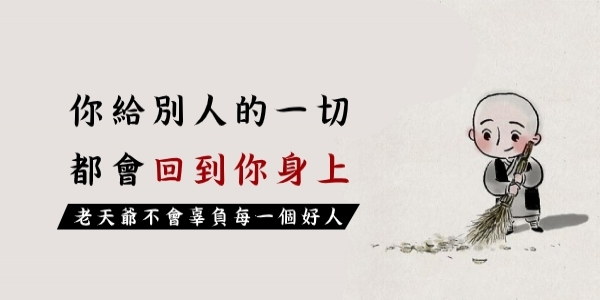 你給別人的一切
都會回到你身上
老天爺不會辜負每一個好人